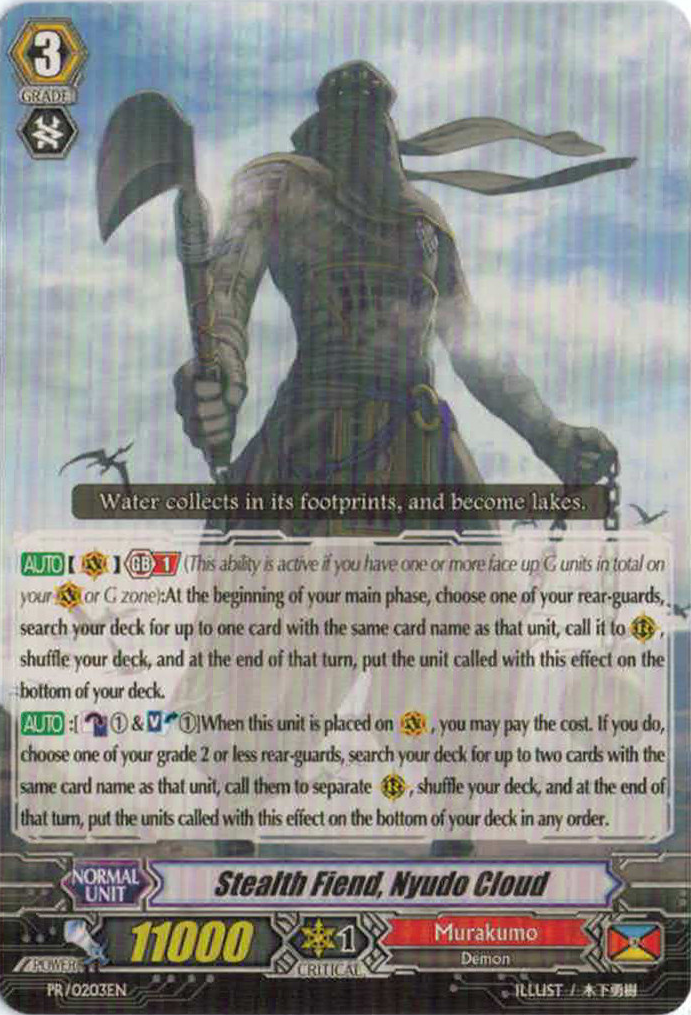 3
GRADE
Water collects in its footprints, and become lakes.
AUTO【 】GB 1 (This ability is active if you have one or more face up G units in total on
your or G zone):At the beginning of your main phase, choose one of your rear-guards,
search your deck for up to one card with the same card name as that unit, call it to ,
shuffle your deck, and at the end of that turn, put the unit called with this effect on the
bottom of your deck.
AUTO :[ ① & V ①]When this unit is placed on , you may pay the cost. If you do,
choose one of your grade 2 or less rear-guards, search your deck for up to two cards with the
same card name as that unit, call them to separate , shuffle your deck, and at the end of
that turn, put the units called with this effect on the bottom of your deck in any order.
NORMAL
UNIT
Stealth Fiend, Nyudo Cloud
POWER
11000
1
CRITICAL
Murakumo
Demon
PR/0203EN
ILLUST / 木下勇樹